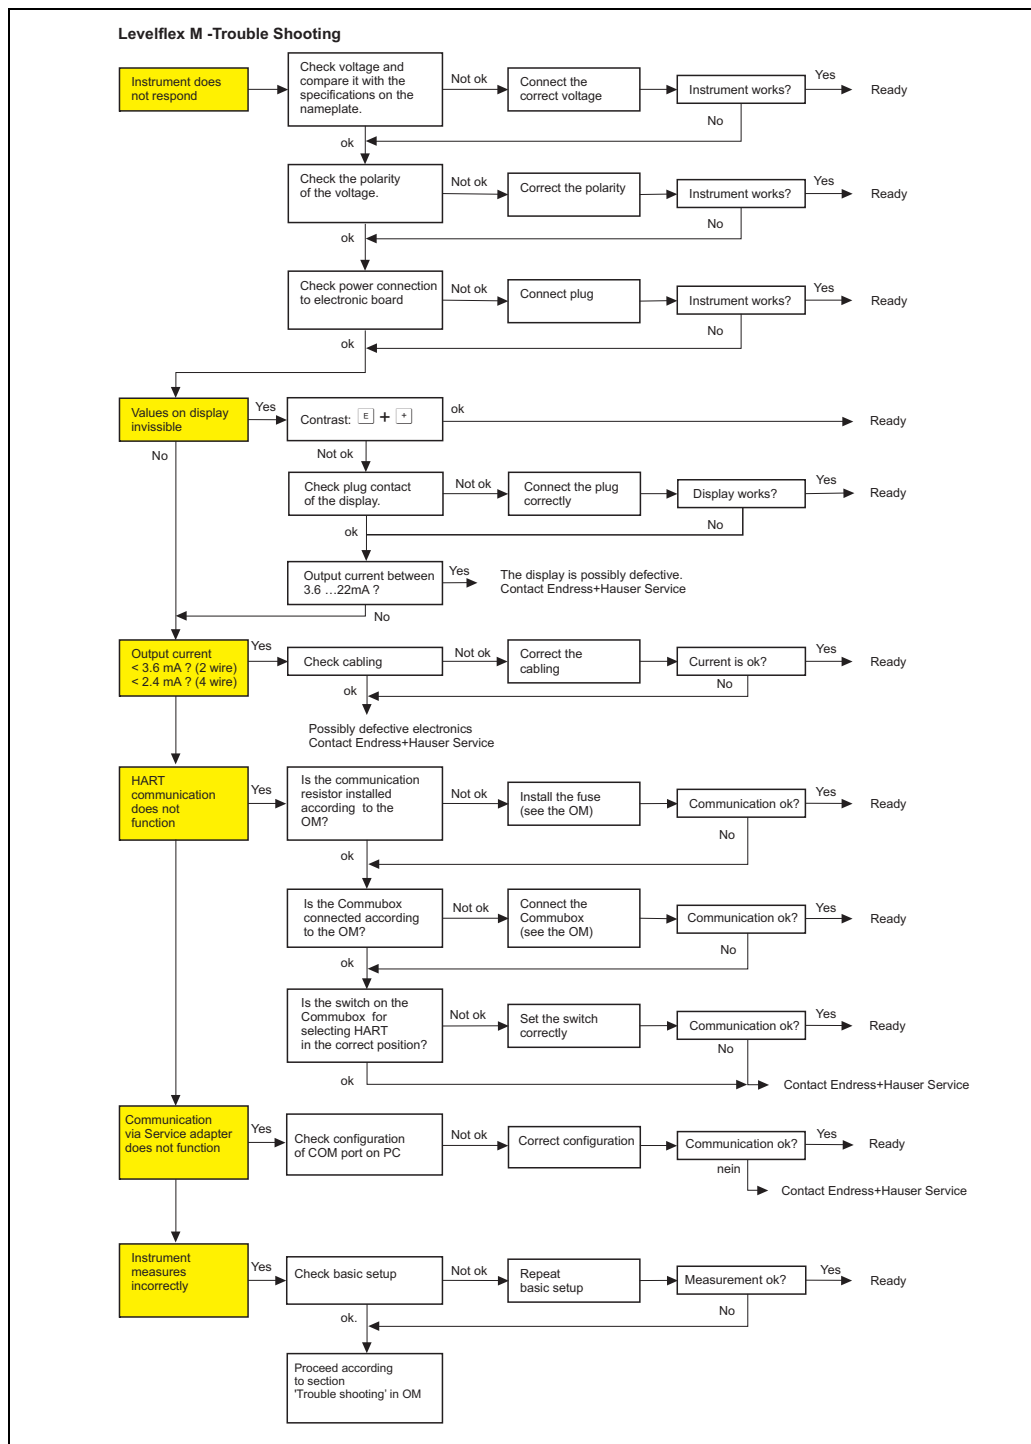 Levelflex M -Trouble Shooting
Instrument does
not respond
Check voltage and
compare it with the
specifications on the
nameplate.
Not ok
Connect the
correct voltage
Instrument works?
Yes
Ready
No
ok
Check the polarity
of the voltage.
Not ok
Correct the polarity
Instrument works?
Yes
Ready
No
ok
Check power connection
to electronic board
Not ok
Connect plug
Instrument works?
Yes
Ready
No
ok
Values on display
invissible
Yes
Contrast: E + +
ok
Ready
No
Not ok
Check plug contact
of the display.
Not ok
Connect the plug
correctly
Display works?
Yes
Ready
No
ok
Output current between
3.6 ...22mA ?
Yes
The display is possibly defective.
Contact Endress+Hauser Service
No
Output current
< 3.6 mA ? (2 wire)
< 2.4 mA ? (4 wire)
Yes
Check cabling
Not ok
Correct the
cabling
Current is ok?
Yes
Ready
No
ok
Possibly defective electronics
Contact Endress+Hauser Service
HART
communication
does not
function
Yes
Is the communication
resistor installed
according to the
OM?
Not ok
Install the fuse
(see the OM)
Communication ok?
Yes
Ready
No
ok
Is the Commubox
connected according
to the OM?
Not ok
Connect the
Commubox
(see the OM)
Communication ok?
Yes
Ready
No
ok
Is the switch on the
Commubox for
selecting HART
in the correct position?
Not ok
Set the switch
correctly
Communication ok?
Yes
Ready
No
ok
Contact Endress+Hauser Service
Communication
via Service adapter
does not function
Yes
Check configuration
of COM port on PC
Not ok
Correct configuration
Communication ok?
Yes
Ready
nein
Contact Endress+Hauser Service
Instrument
measures
incorrectly
Yes
Check basic setup
Not ok
Repeat
basic setup
Measurement ok?
Yes
Ready
No
ok.
Proceed according
to section
'Trouble shooting' in OM